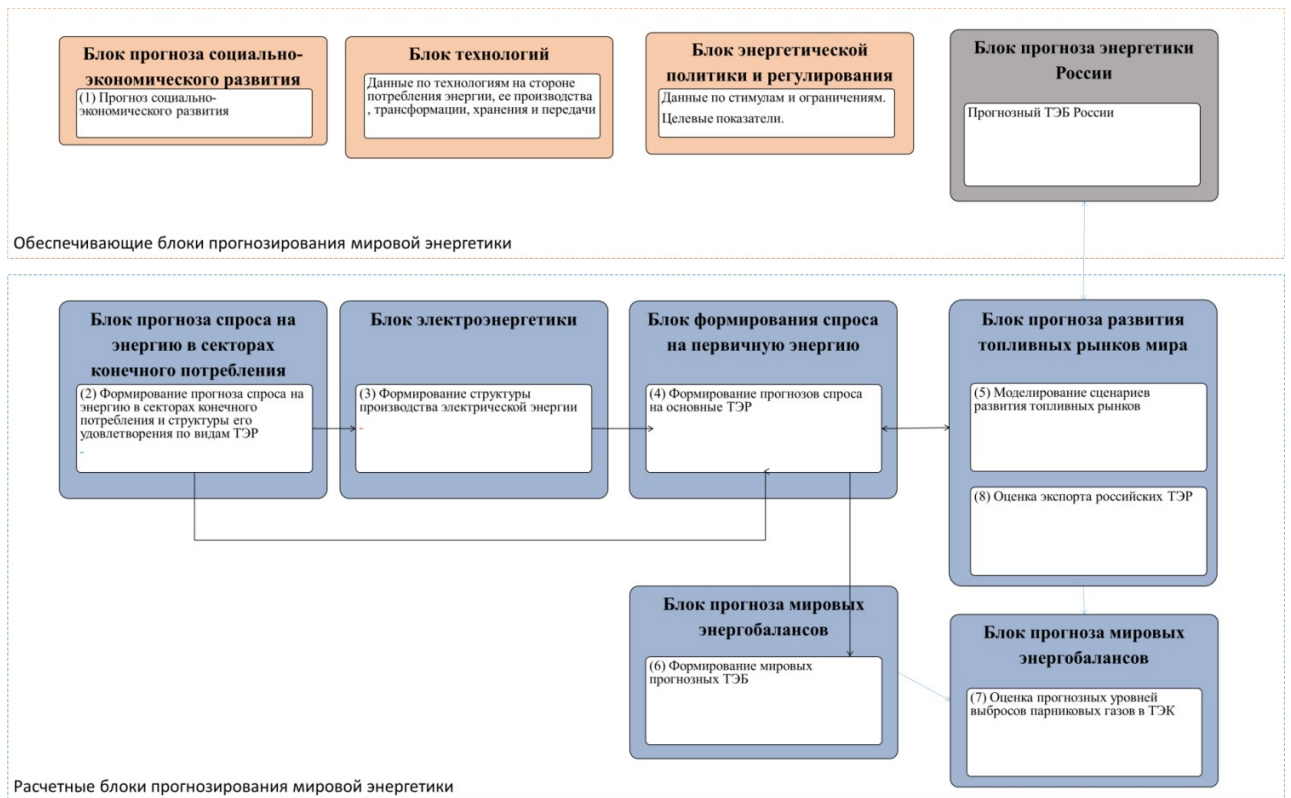 Блок прогноза социально-
экономического развития
(1) Прогноз социально-
экономического развития
Блок технологий
Данные по технологиям на стороне
потребления энергии, ее производства
, трансформации, хранения и передачи
Блок энергетической
политики и регулирования
Данные по стимулам и ограничениям.
Целевые показатели.
Блок прогноза энергетики
России
Прогнозный ТЭБ России
Обеспечивающие блоки прогнозирования мировой энергетики
Блок прогноза спроса на
энергию в секторах
конечного потребления
(2) Формирование прогноза спроса на
энергию в секторах конечного
потребления и структуры его
удовлетворения по видам ТЭР
-
Блок электроэнергетики
(3) Формирование структуры
производства электрической энергии
-
Блок формирования спроса
на первичную энергию
(4) Формирование прогнозов спроса
на основные ТЭР
Блок прогноза развития
топливных рынков мира
(5) Моделирование сценариев
развития топливных рынков
(8) Оценка экспорта российских ТЭР
Блок прогноза мировых
энергобалансов
(6) Формирование мировых
прогнозных ТЭБ
Блок прогноза мировых
энергобалансов
(7) Оценка прогнозных уровней
выбросов парниковых газов в ТЭК
Расчетные блоки прогнозирования мировой энергетики